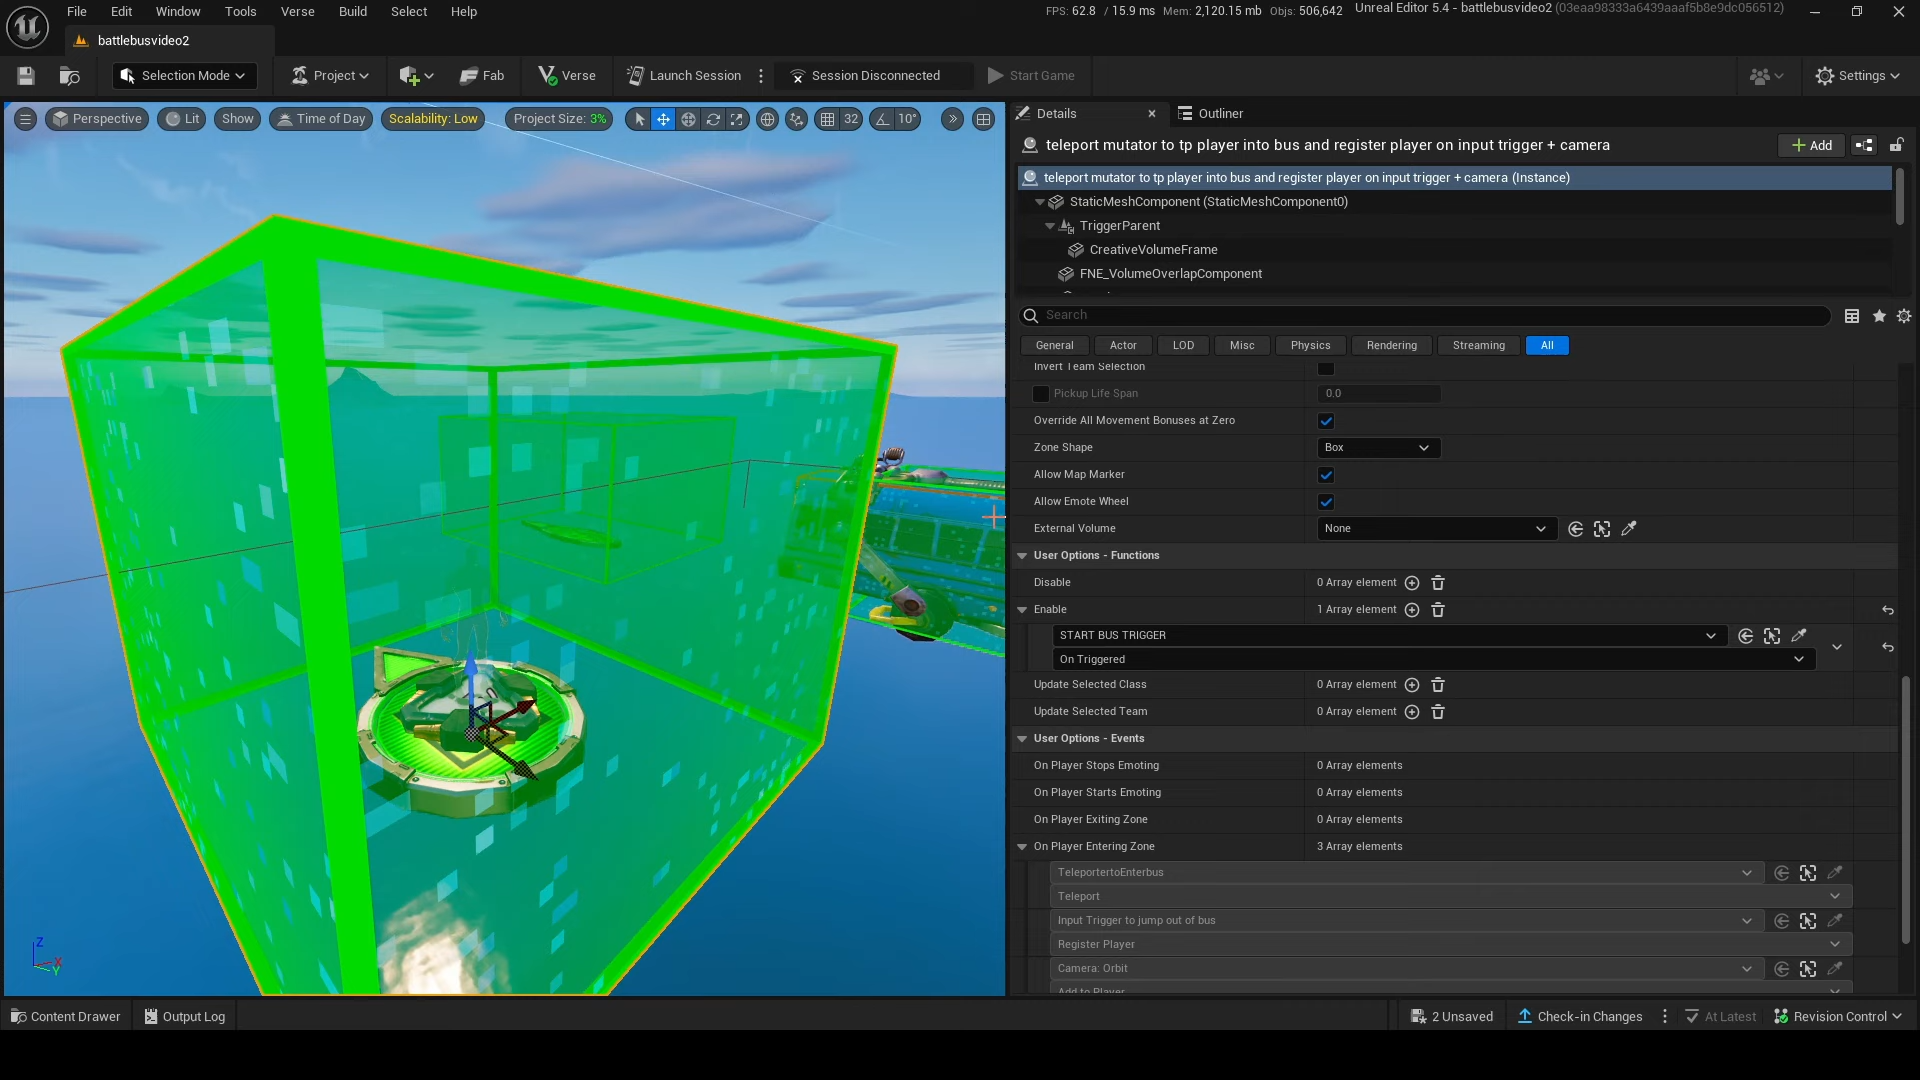 File Edit Window Tools Verse Build Select Help
FPS: 62.8 / 15.9 ms Mem: 2,120.15 mb Objs: 506,642 Unreal Editor 5.4 - battlebusvideo2 (03eaa98333a6439aaaf5b8e9dc056512)
battlebusvideo2
Selection Mode Project Fab Verse Launch Session Session Disconnected Start Game Settings
Perspective Lit Show Time of Day Scalability: Low Project Size: 3% 32 10°
Details Outliner
teleport mutator to tp player into bus and register player on input trigger + camera
Add
teleport mutator to tp player into bus and register player on input trigger + camera (Instance)
StaticMeshComponent (StaticMeshComponent0)
TriggerParent
CreativeVolumeFrame
FNE_VolumeOverlapComponent
Search
General Actor LOD Misc Physics Rendering Streaming All
Invert Team Selection
Pickup Life Span 0.0
Override All Movement Bonuses at Zero
Zone Shape Box
Allow Map Marker
Allow Emote Wheel
External Volume None
User Options - Functions
Disable 0 Array element
Enable 1 Array element
START BUS TRIGGER
On Triggered
Update Selected Class 0 Array element
Update Selected Team 0 Array element
User Options - Events
On Player Stops Emoting 0 Array elements
On Player Starts Emoting 0 Array elements
On Player Exiting Zone 0 Array elements
On Player Entering Zone 3 Array elements
TeleportertoEnterbus
Teleport
Input Trigger to jump out of bus
Register Player
Camera: Orbit
Add to Player
Z
X
Y
Content Drawer Output Log 2 Unsaved Check-in Changes At Latest Revision Control